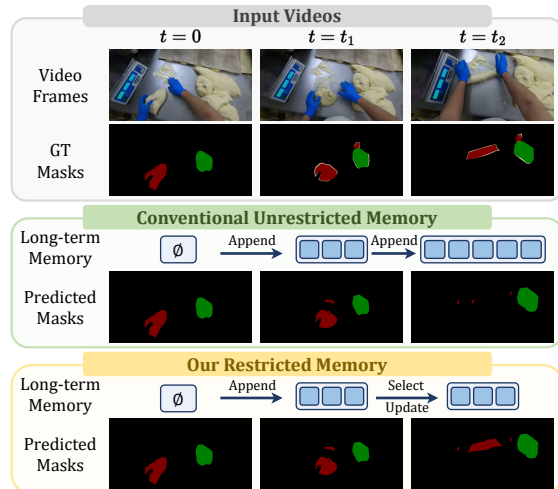 Input Videos
t = 0
t = t₁
t = t₂
Video
Frames
GT
Masks
Conventional Unrestricted Memory
Long-term
Memory
∅
Append
Append
Predicted
Masks
Our Restricted Memory
Long-term
Memory
∅
Append
Select
Update
Predicted
Masks